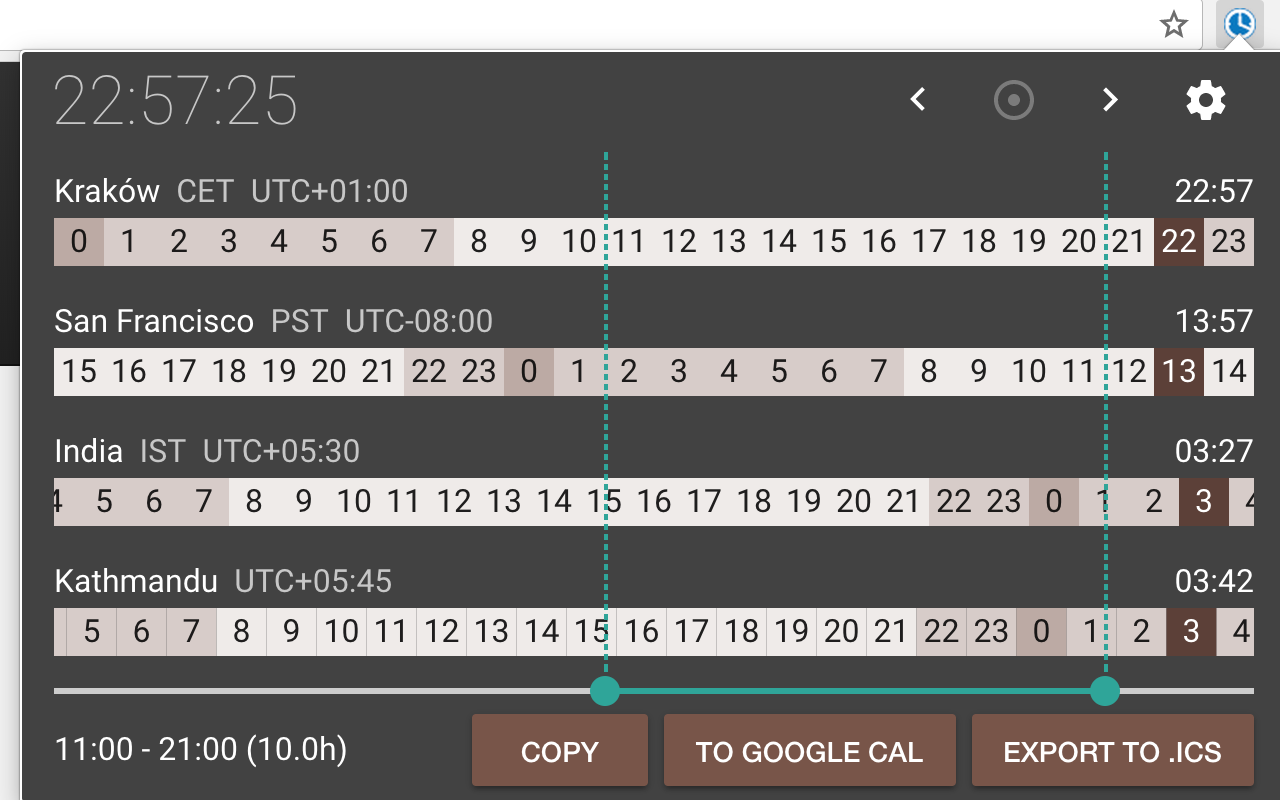 22:57:25
Kraków CET UTC+01:00 22:57
0 1 2 3 4 5 6 7 8 9 10 11 12 13 14 15 16 17 18 19 20 21 22 23
San Francisco PST UTC-08:00 13:57
15 16 17 18 19 20 21 22 23 0 1 2 3 4 5 6 7 8 9 10 11 12 13 14
India IST UTC+05:30 03:27
4 5 6 7 8 9 10 11 12 13 14 15 16 17 18 19 20 21 22 23 0 1 2 3 4
Kathmandu UTC+05:45 03:42
5 6 7 8 9 10 11 12 13 14 15 16 17 18 19 20 21 22 23 0 1 2 3 4
11:00 - 21:00 (10.0h) COPY TO GOOGLE CAL EXPORT TO .ICS